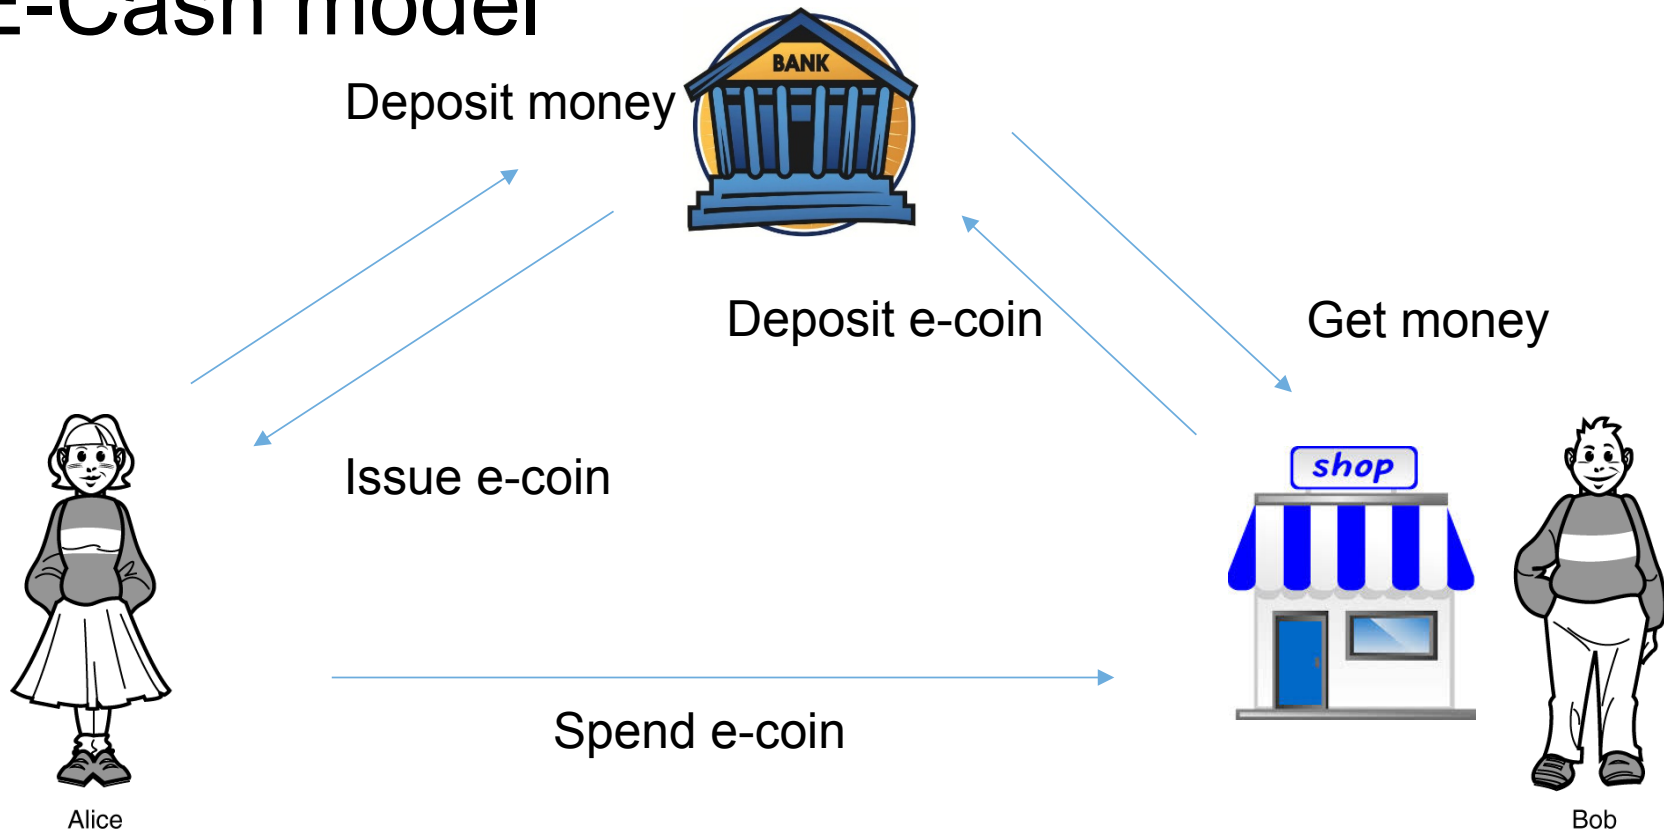 E-Cash model
BANK
Deposit money
Deposit e-coin
Get money
shop
Issue e-coin
Spend e-coin
Alice
Bob